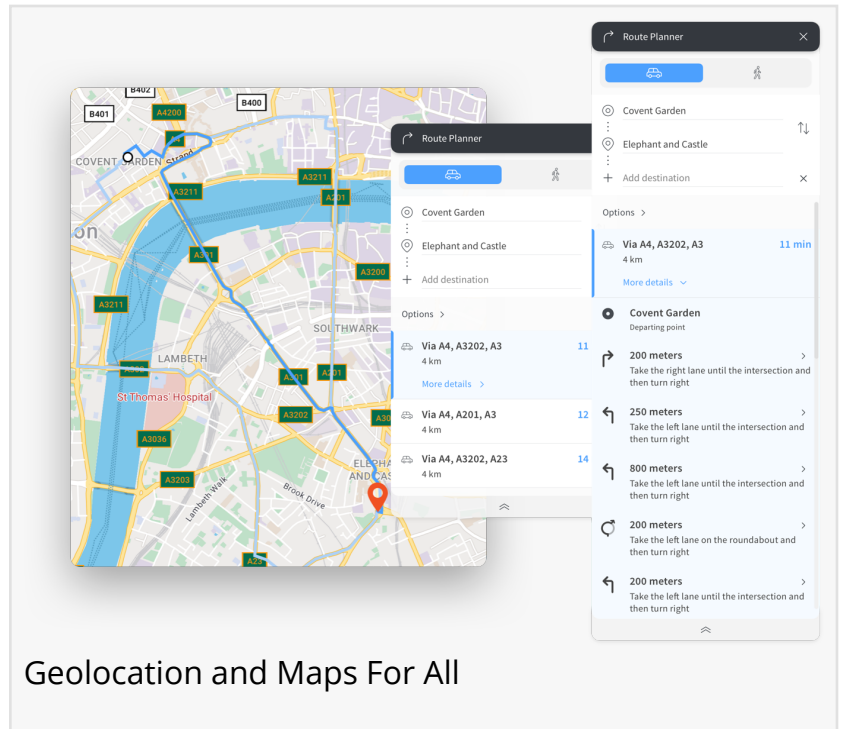 B402
B401
A4200
B400
A4
COVENT GARDEN
Strand
A3211
A3211
A201
on
A301
A3200
A3211
SOUTHWARK
LAMBETH
A301
A201
St Thomas' Hospital
A3202
A30
A3036
ELEPHA
AND CAS
A3203
Lambeth Walk
Brook Drive
A23
Route Planner
Covent Garden
Elephant and Castle
Add destination
Options >
Via A4, A3202, A3 11
4 km
More details >
Via A4, A201, A3 12
4 km
Via A4, A3202, A23 14
4 km
Route Planner
Covent Garden
Elephant and Castle
Add destination
Options >
Via A4, A3202, A3 11 min
4 km
More details
Covent Garden
Departing point
200 meters
Take the right lane until the intersection and
then turn right
250 meters
Take the left lane until the intersection and
then turn right
800 meters
Take the left lane until the intersection and
then turn right
200 meters
Take the left lane on the roundabout and
then turn right
200 meters
Take the left lane until the intersection and
then turn right
Geolocation and Maps For All